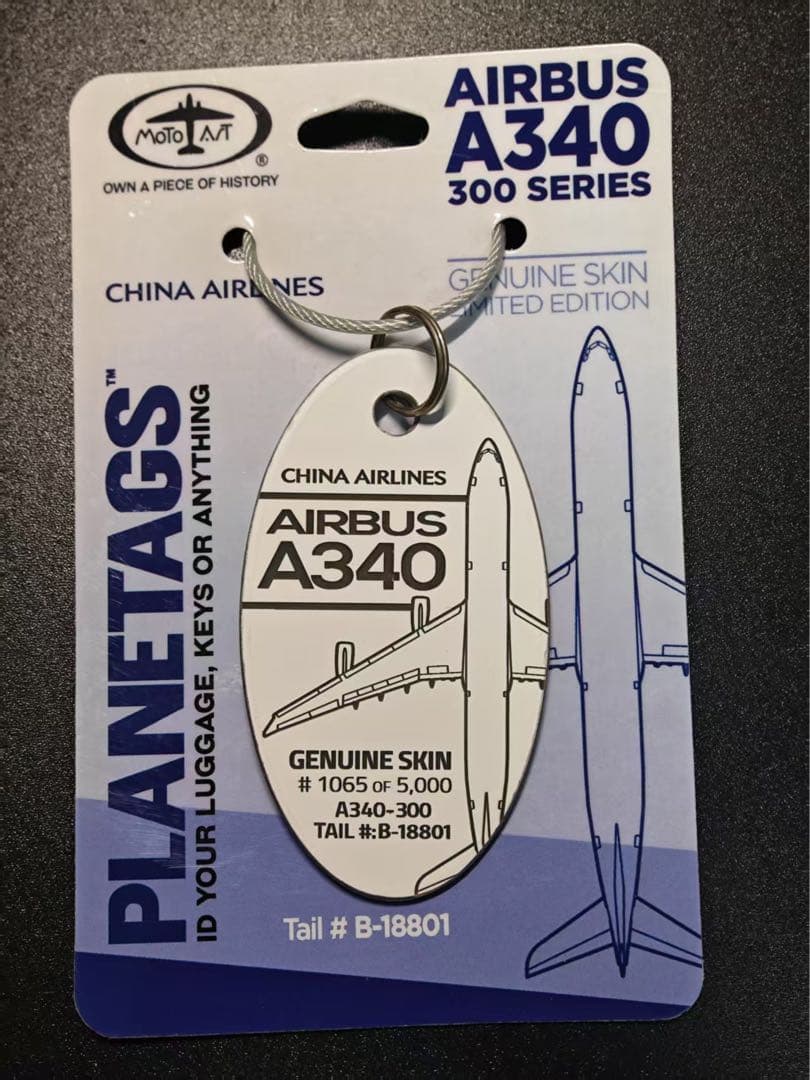 MOTO ART
®
OWN A PIECE OF HISTORY
AIRBUS
A340
300 SERIES
CHINA AIRLINES
GENUINE SKIN
LIMITED EDITION
PLANETAGS™
ID YOUR LUGGAGE, KEYS OR ANYTHING
CHINA AIRLINES
AIRBUS
A340
GENUINE SKIN
# 1065 OF 5,000
A340-300
TAIL #:B-18801
Tail # B-18801